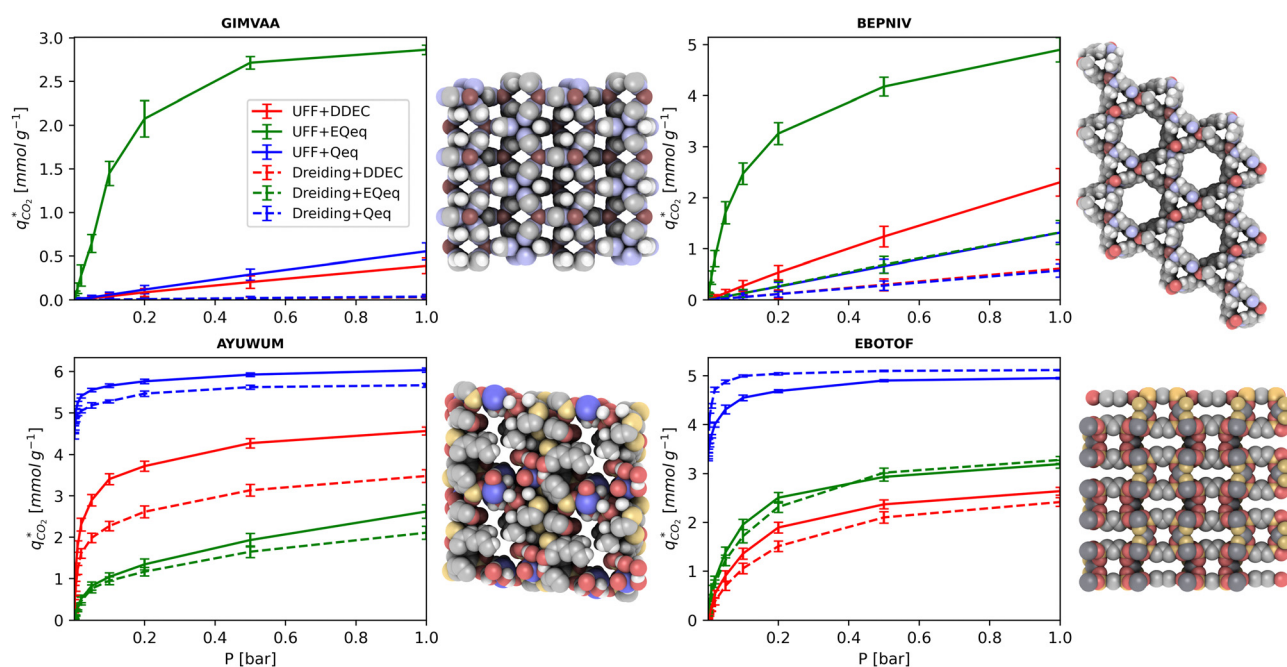 GIMVAA
3.0
2.5
2.0
1.5
1.0
0.5
0.0
q*CO2 [mmol g−1]
UFF+DDEC
UFF+EQeq
UFF+Qeq
Dreiding+DDEC
Dreiding+EQeq
Dreiding+Qeq
0.2 0.4 0.6 0.8 1.0
BEPNIV
5
4
3
2
1
0
q*CO2 [mmol g−1]
0.2 0.4 0.6 0.8 1.0
AYUWUM
6
5
4
3
2
1
0
q*CO2 [mmol g−1]
0.2 0.4 0.6 0.8 1.0
P [bar]
EBOTOF
5
4
3
2
1
0
q*CO2 [mmol g−1]
0.2 0.4 0.6 0.8 1.0
P [bar]